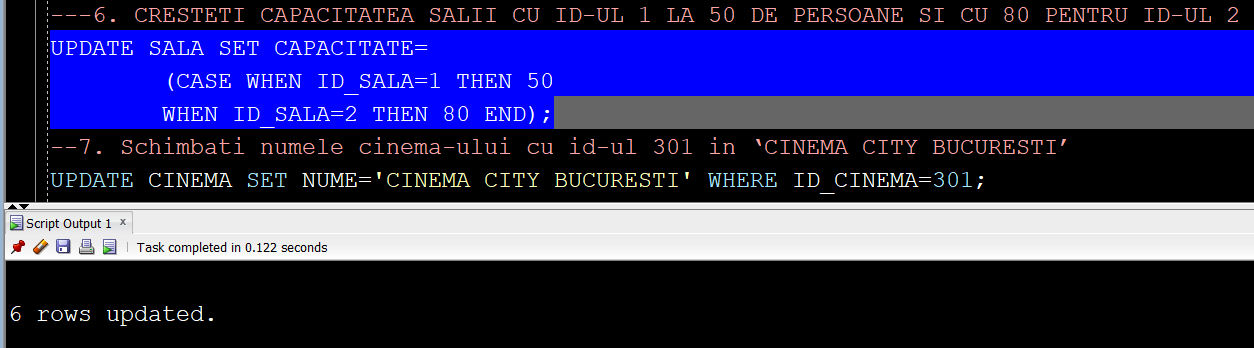 ---6. CRESTETI CAPACITATEA SALII CU ID-UL 1 LA 50 DE PERSOANE SI CU 80 PENTRU ID-UL 2
UPDATE SALA SET CAPACITATE=
(CASE WHEN ID_SALA=1 THEN 50
WHEN ID_SALA=2 THEN 80 END);
--7. Schimbati numele cinema-ului cu id-ul 301 in ‘CINEMA CITY BUCURESTI’
UPDATE CINEMA SET NUME='CINEMA CITY BUCURESTI' WHERE ID_CINEMA=301;
Script Output 1 x
Task completed in 0.122 seconds
6 rows updated.